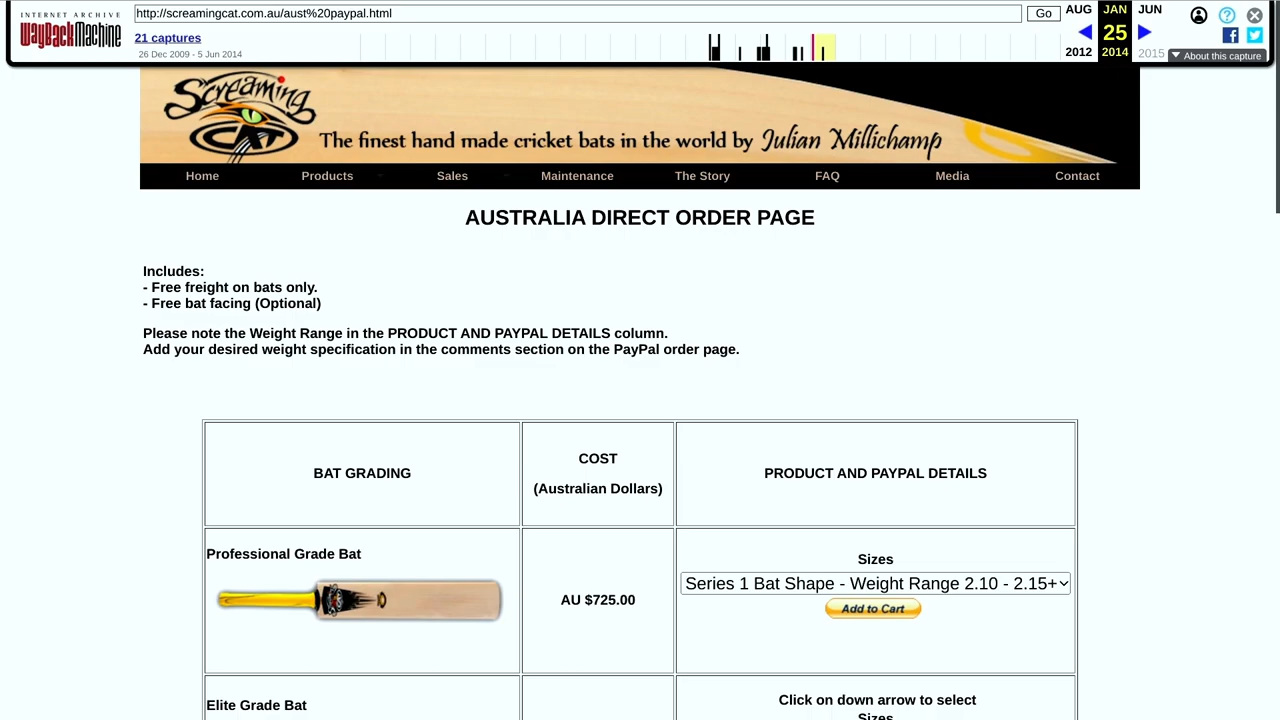 INTERNET ARCHIVE
WayBackMachine
http://screamingcat.com.au/aust%20paypal.html
Go
AUG
JAN
JUN
21 captures
25
26 Dec 2009 - 5 Jun 2014
2012
2014
2015
About this capture
Screaming
CAT
The finest hand made cricket bats in the world by Julian Millichamp
Home
Products
Sales
Maintenance
The Story
FAQ
Media
Contact
AUSTRALIA DIRECT ORDER PAGE
Includes:
- Free freight on bats only.
- Free bat facing (Optional)
Please note the Weight Range in the PRODUCT AND PAYPAL DETAILS column.
Add your desired weight specification in the comments section on the PayPal order page.
BAT GRADING
COST
(Australian Dollars)
PRODUCT AND PAYPAL DETAILS
Professional Grade Bat
AU $725.00
Sizes
Series 1 Bat Shape - Weight Range 2.10 - 2.15+
Add to Cart
Elite Grade Bat
Click on down arrow to select
Sizes